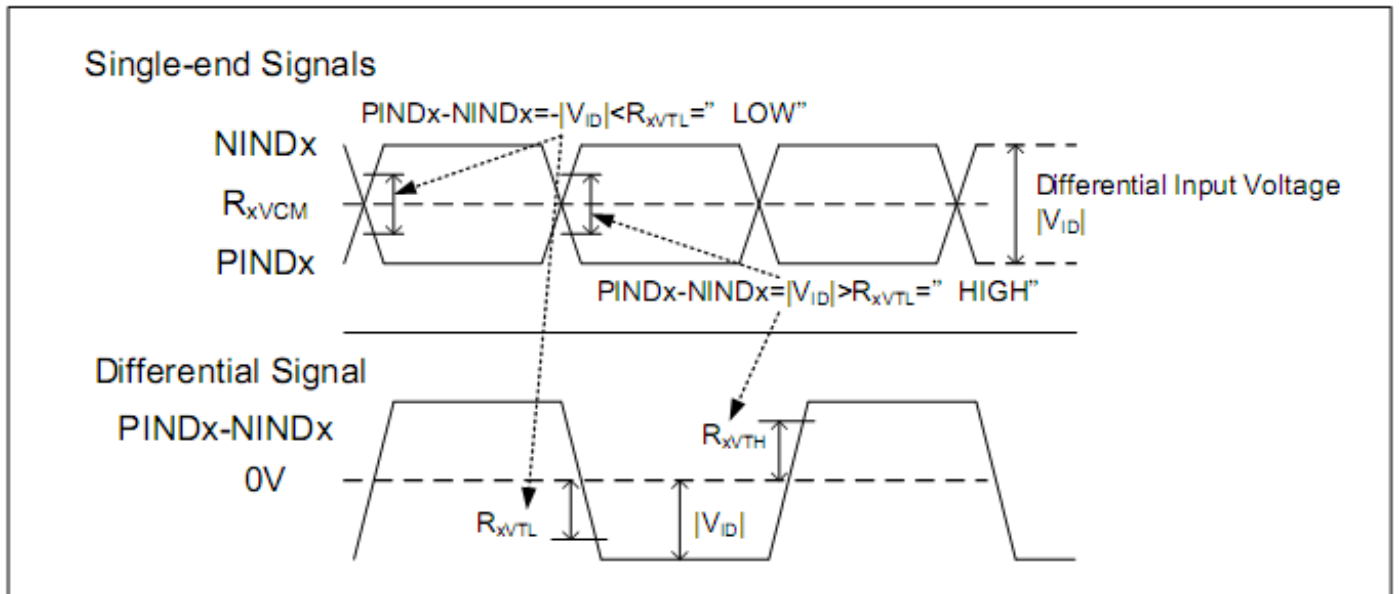 Single-end Signals
PINDx-NINDx=-|VID|<RxVTL=” LOW”
NINDx
RxVCM
PINDx
Differential Input Voltage
|VID|
PINDx-NINDx=|VID|>RxVTL=” HIGH”
Differential Signal
PINDx-NINDx
0V
RxVTH
RxVTL
|VID|